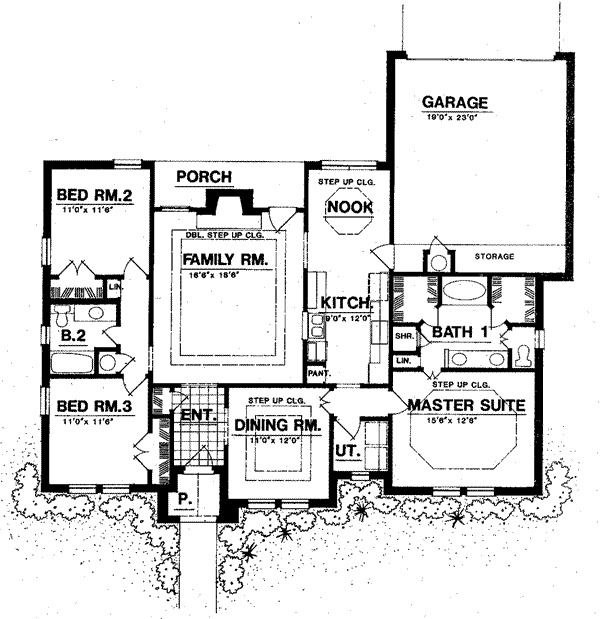 GARAGE
19'0" x 23'0"
PORCH
BED RM.2
11'0" x 11'6"
STEP UP CLG.
NOOK
DBL. STEP UP CLG.
FAMILY RM.
16'6" x 18'6"
STORAGE
LIN.
KITCH.
9'0" x 12'0"
B.2
SHR.
BATH 1
LIN.
PANT.
BED RM.3
11'0" x 11'6"
ENT.
STEP UP CLG.
DINING RM.
11'0" x 12'0"
STEP UP CLG.
MASTER SUITE
15'6" x 12'6"
UT.
P.